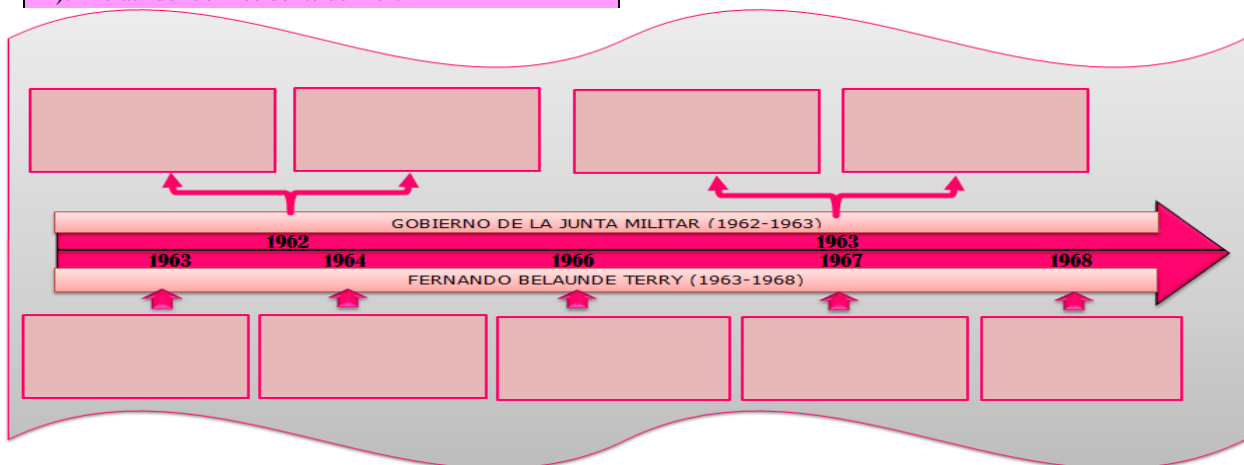 GOBIERNO DE LA JUNTA MILITAR (1962-1963)
1962 1963
1963 1964 1966 1967 1968
FERNANDO BELAUNDE TERRY (1963-1968)